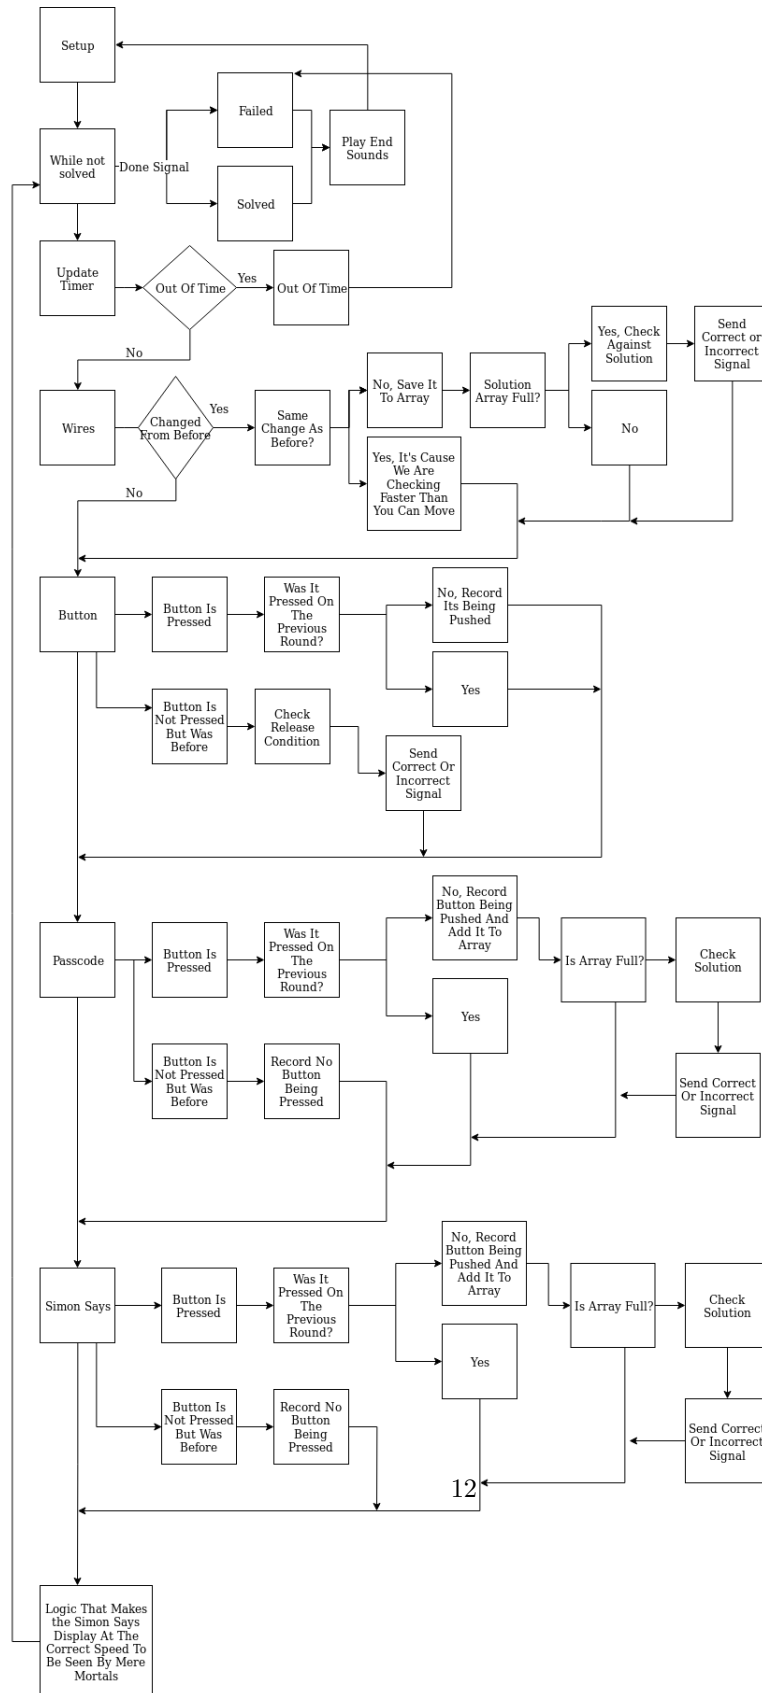 Setup
Failed
While not
solved
Done Signal
Play End
Sounds
Solved
Update
Timer
Out Of Time
Yes
Out Of Time
No
Wires
Changed
From Before
Yes
Same
Change As
Before?
No, Save It
To Array
Solution
Array Full?
Yes, Check
Against
Solution
Send
Correct or
Incorrect
Signal
No
Yes, It's Cause
We Are
Checking
Faster Than
You Can Move
No
Button
Button Is
Pressed
Was It
Pressed On
The
Previous
Round?
No, Record
Its Being
Pushed
Yes
Button Is
Not Pressed
But Was
Before
Check
Release
Condition
Send
Correct Or
Incorrect
Signal
Passcode
Button Is
Pressed
Was It
Pressed On
The
Previous
Round?
No, Record
Button Being
Pushed And
Add It To
Array
Is Array Full?
Check
Solution
Yes
Button Is
Not Pressed
But Was
Before
Record No
Button
Being
Pressed
Send Correct
Or Incorrect
Signal
Simon Says
Button Is
Pressed
Was It
Pressed On
The
Previous
Round?
No, Record
Button Being
Pushed And
Add It To
Array
Is Array Full?
Check
Solution
Yes
Button Is
Not Pressed
But Was
Before
Record No
Button
Being
Pressed
Send Correct
Or Incorrect
Signal
12
Logic That Makes
the Simon Says
Display At The
Correct Speed To
Be Seen By Mere
Mortals